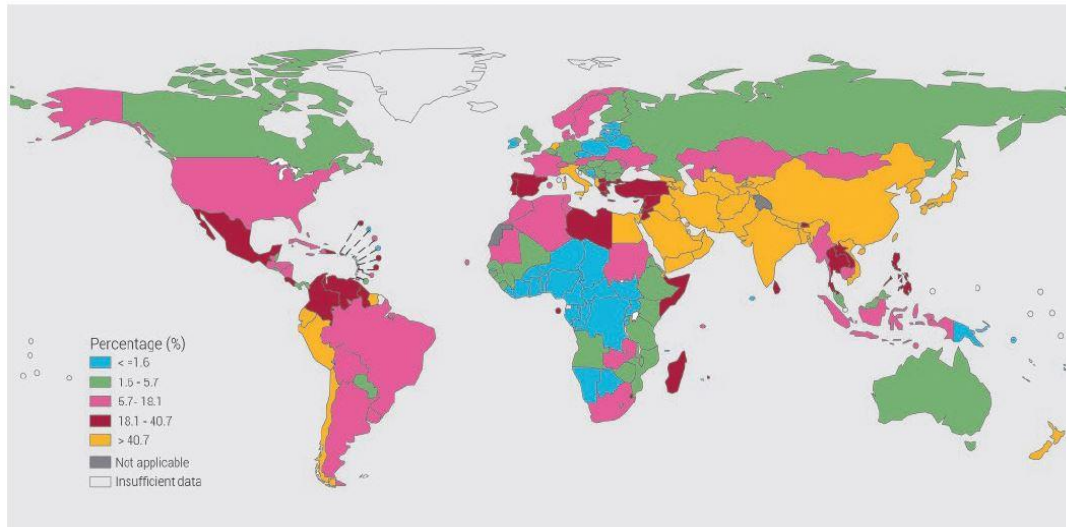 Percentage (%)
< =1.6
1.6 - 5.7
5.7- 18.1
18.1 - 40.7
> 40.7
Not applicable
Insufficient data